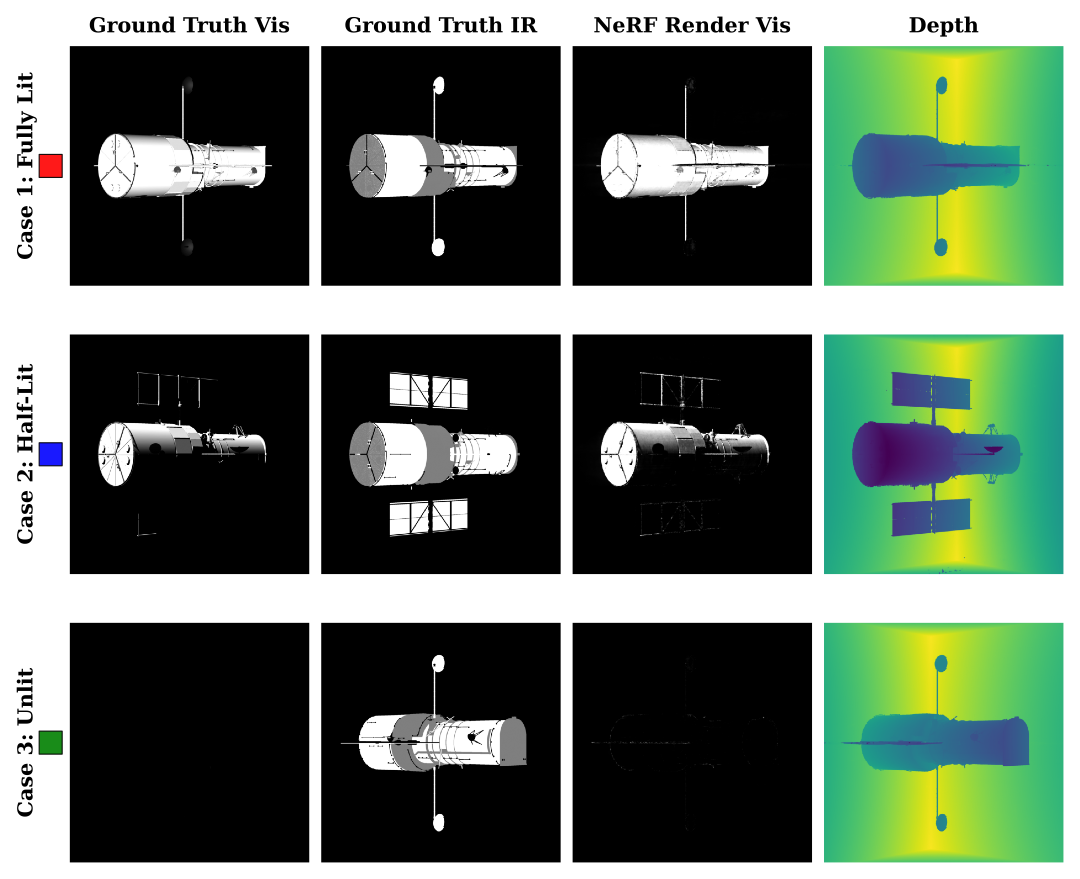 Ground Truth Vis
Ground Truth IR
NeRF Render Vis
Depth
Case 1: Fully Lit
Case 2: Half-Lit
Case 3: Unlit